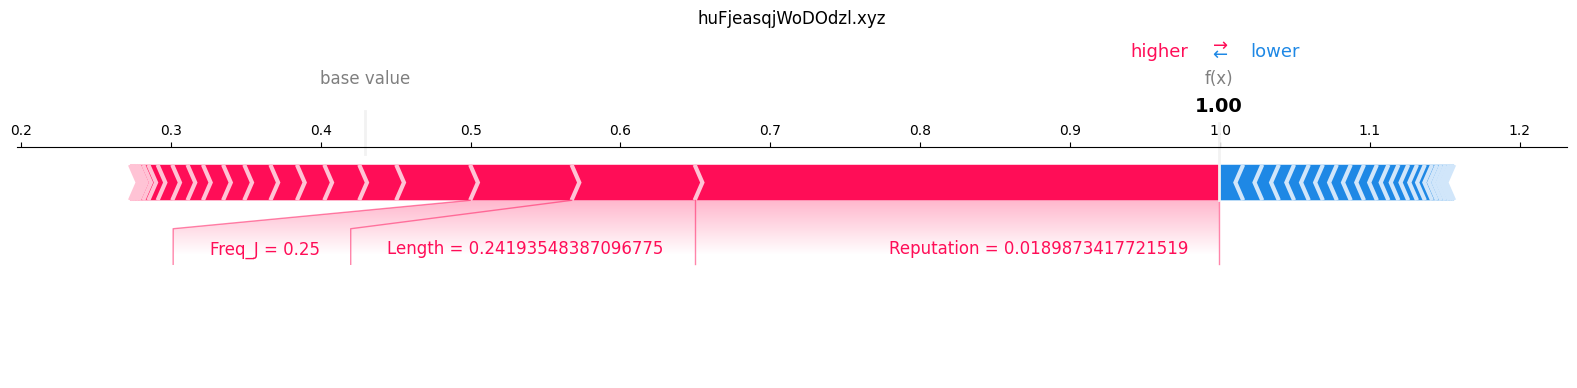 huFjeasqjWoDOdzl.xyz
higher ⇄ lower
base value f(x)
1.00
0.2 0.3 0.4 0.5 0.6 0.7 0.8 0.9 1.0 1.1 1.2
Freq_J = 0.25 Length = 0.24193548387096775 Reputation = 0.0189873417721519